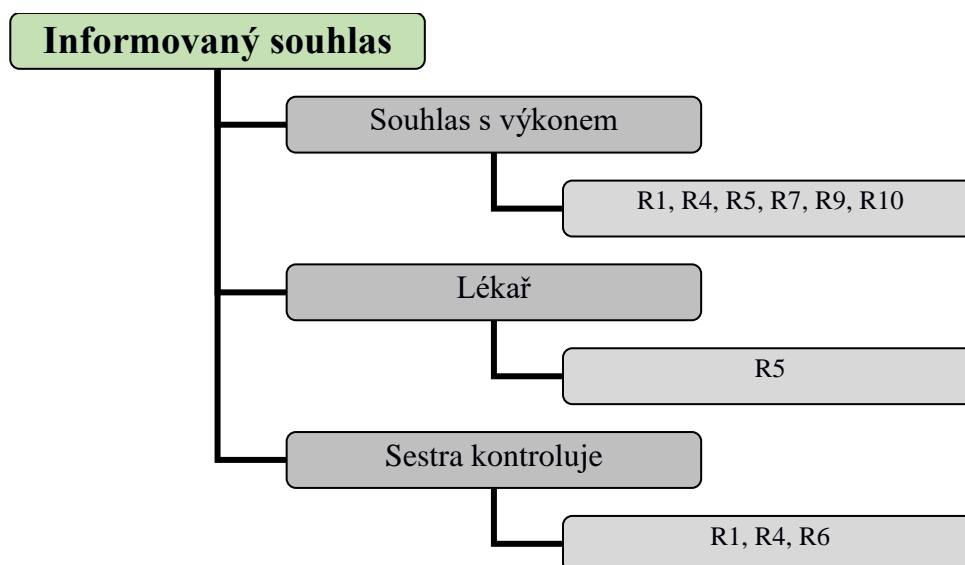 Informovaný souhlas
Souhlas s výkonem
R1, R4, R5, R7, R9, R10
Lékař
R5
Sestra kontroluje
R1, R4, R6